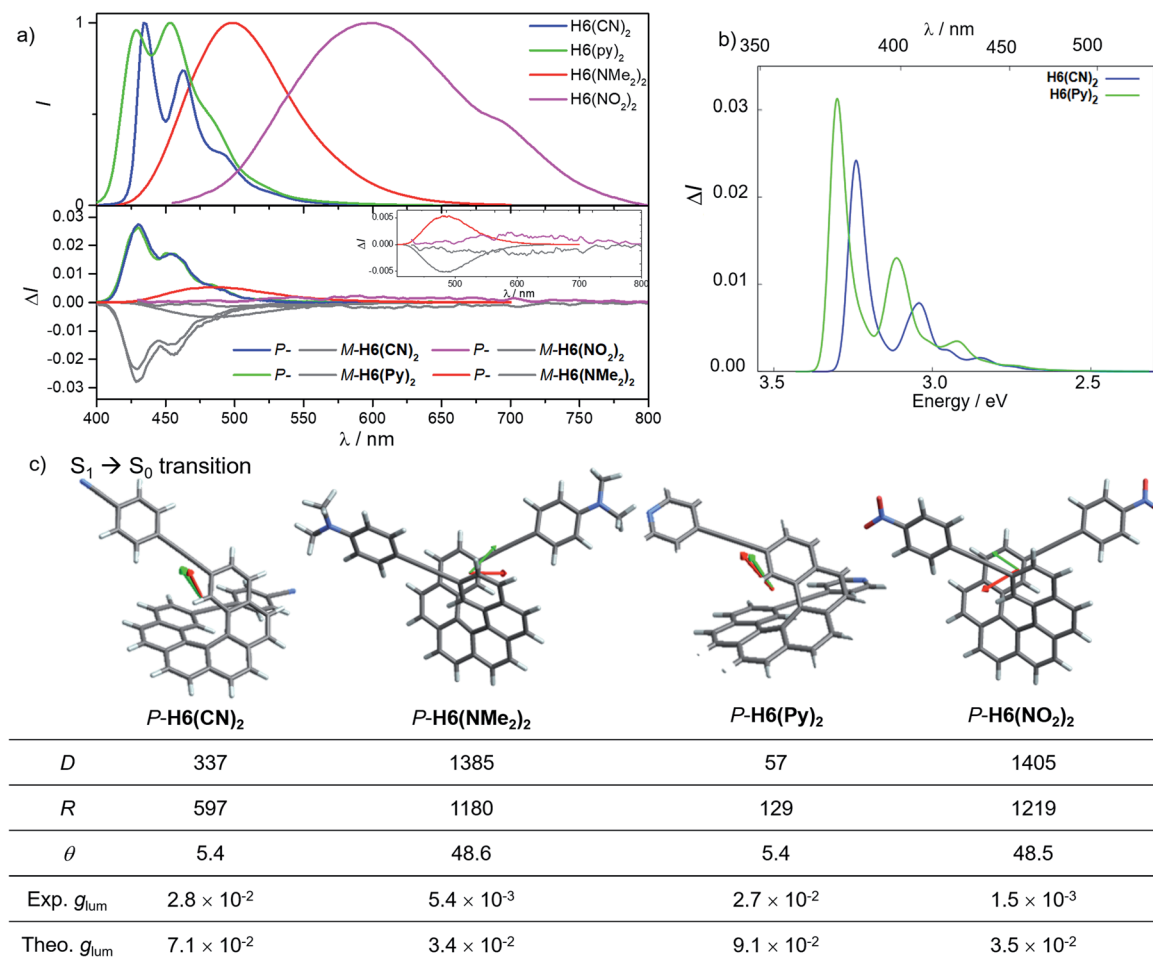 a)
1
I
0
H6(CN)₂
H6(py)₂
H6(NMe₂)₂
H6(NO₂)₂
0.03
0.02
0.01
0.00
-0.01
-0.02
-0.03
ΔI
0.005
0.000
-0.005
ΔI
500 600 700 800
λ / nm
P- M-H6(CN)₂ P- M-H6(NO₂)₂
P- M-H6(Py)₂ P- M-H6(NMe₂)₂
400 450 500 550 600 650 700 750 800
λ / nm
b)
λ / nm
350 400 450 500
H6(CN)₂
H6(Py)₂
0.03
0.02
0.01
0.00
ΔI
3.5 3.0 2.5
Energy / eV
c) S₁ → S₀ transition
P-H6(CN)₂ P-H6(NMe₂)₂ P-H6(Py)₂ P-H6(NO₂)₂
D 337 1385 57 1405
R 597 1180 129 1219
θ 5.4 48.6 5.4 48.5
Exp. g_lum 2.8 × 10⁻² 5.4 × 10⁻³ 2.7 × 10⁻² 1.5 × 10⁻³
Theo. g_lum 7.1 × 10⁻² 3.4 × 10⁻² 9.1 × 10⁻² 3.5 × 10⁻²